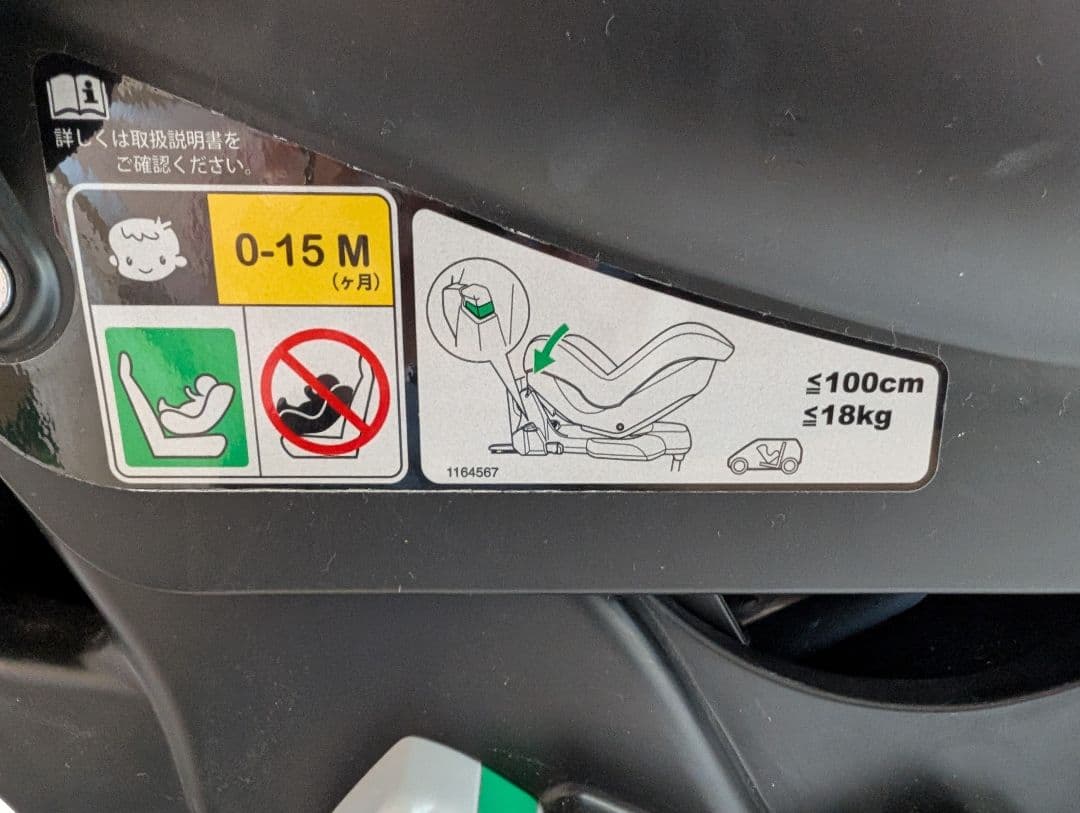 詳しくは取扱説明書を
ご確認ください。
0-15 M
(ヶ月)
≦100cm
≦18kg
1164567